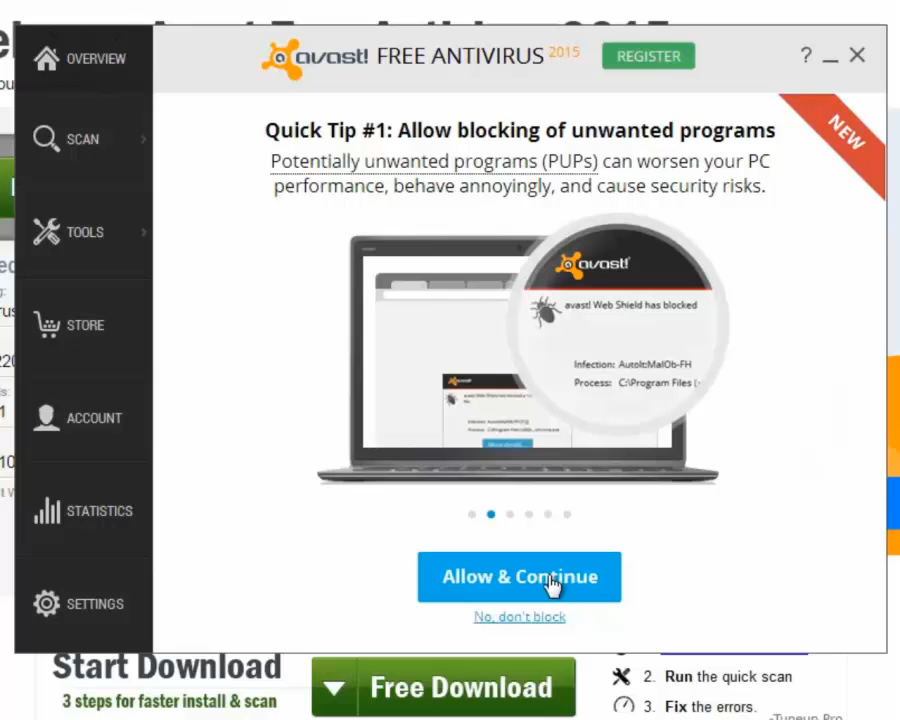 OVERVIEW
avast! FREE ANTIVIRUS 2015
REGISTER
?
SCAN
TOOLS
STORE
ACCOUNT
STATISTICS
SETTINGS
NEW
Quick Tip #1: Allow blocking of unwanted programs
Potentially unwanted programs (PUPs) can worsen your PC
performance, behave annoyingly, and cause security risks.
avast!
avast! Web Shield has blocked
Infection: AutoIt:MalOb-FH
Process: C:\Program Files
Allow & Continue
No, don't block
Start Download
3 steps for faster install & scan
Free Download
2. Run the quick scan
3. Fix the errors.
-Tuneup Pro